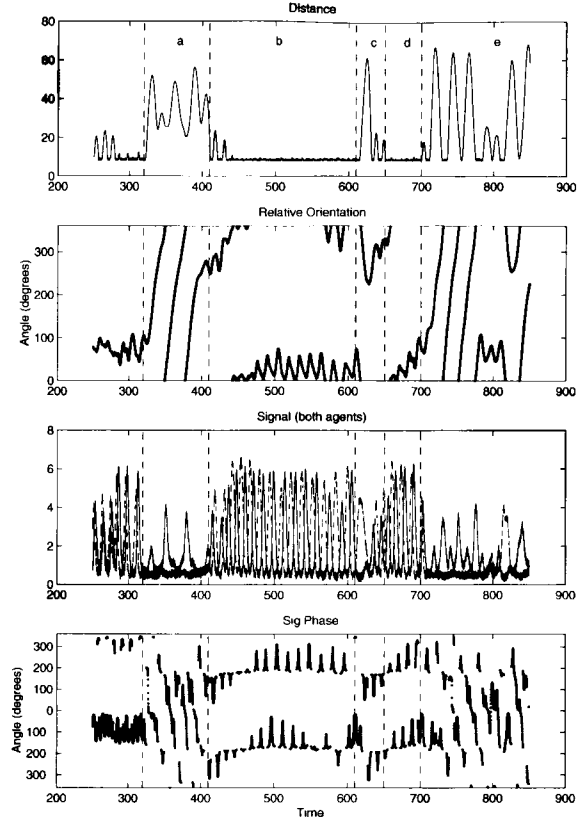 Distance
80
60
40
20
0
a
b
c
d
e
200 300 400 500 600 700 800 900
Relative Orientation
Angle (degrees)
300
200
100
0
200 300 400 500 600 700 800 900
Signal (both agents)
8
6
4
2
0
200 300 400 500 600 700 800 900
Sig Phase
Angle (degrees)
300
200
100
0
100
200
300
200 300 400 500 600 700 800 900
Time